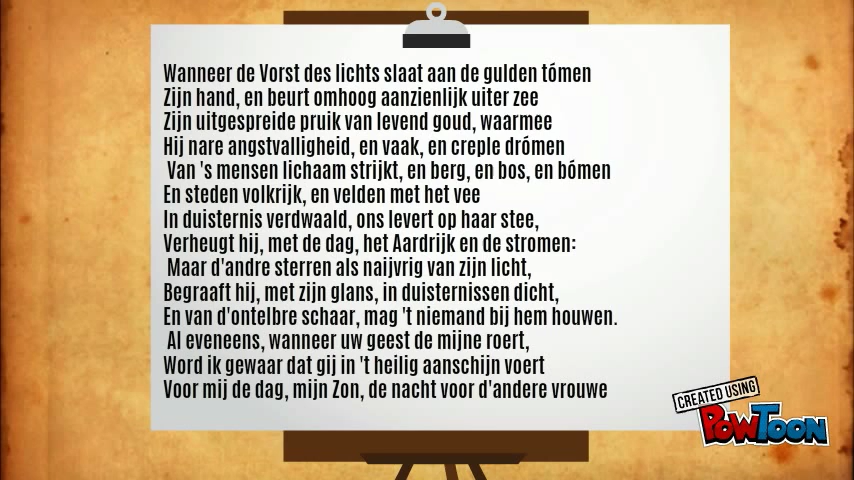 Wanneer de Vorst des lichts slaat aan de gulden tómen
Zijn hand, en beurt omhoog aanzienlijk uiter zee
Zijn uitgespreide pruik van levend goud, waarmee
Hij nare angstvalligheid, en vaak, en creple drómen
Van 's mensen lichaam strijkt, en berg, en bos, en bómen
En steden volkrijk, en velden met het vee
In duisternis verdwaald, ons levert op haar stee,
Verheugt hij, met de dag, het Aardrijk en de stromen:
Maar d'andre sterren als naijvrig van zijn licht,
Begraaft hij, met zijn glans, in duisternissen dicht,
En van d'ontelbre schaar, mag 't niemand bij hem houwen.
Al eveneens, wanneer uw geest de mijne roert,
Word ik gewaar dat gij in 't heilig aanschijn voert
Voor mij de dag, mijn Zon, de nacht voor d'andere vrouwe
CREATED USING
POWTOON